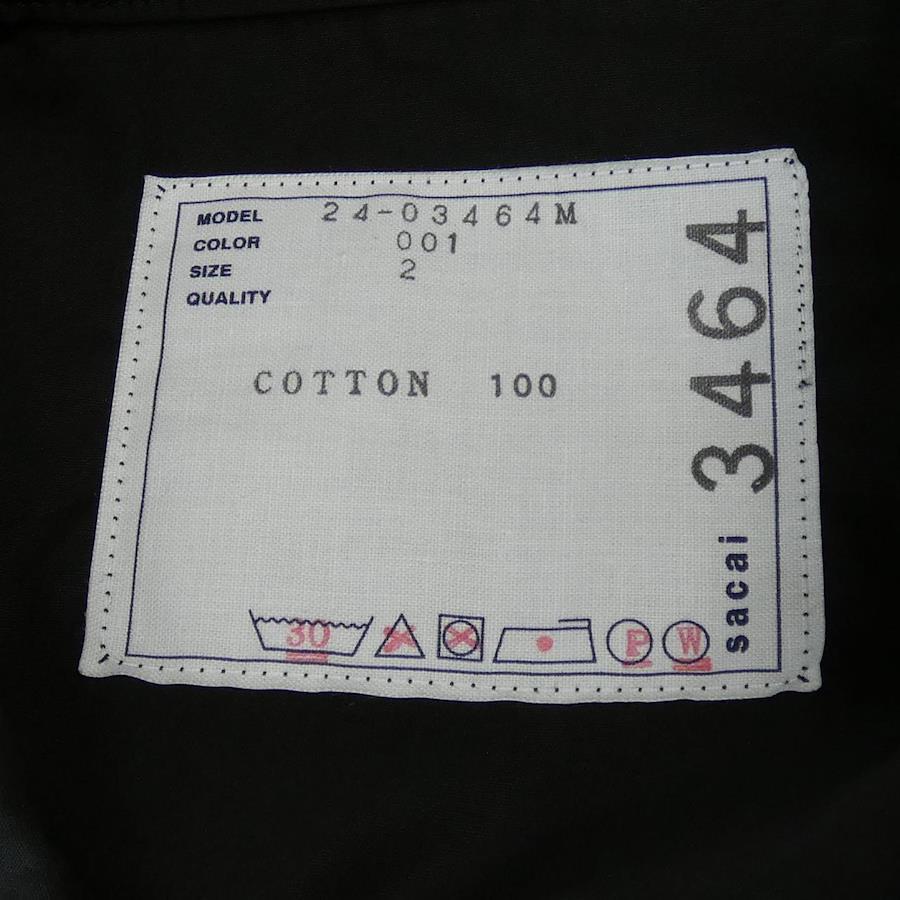 MODEL 24-03464M
COLOR 001
SIZE 2
QUALITY
COTTON 100
30
P
W
sacai 3464